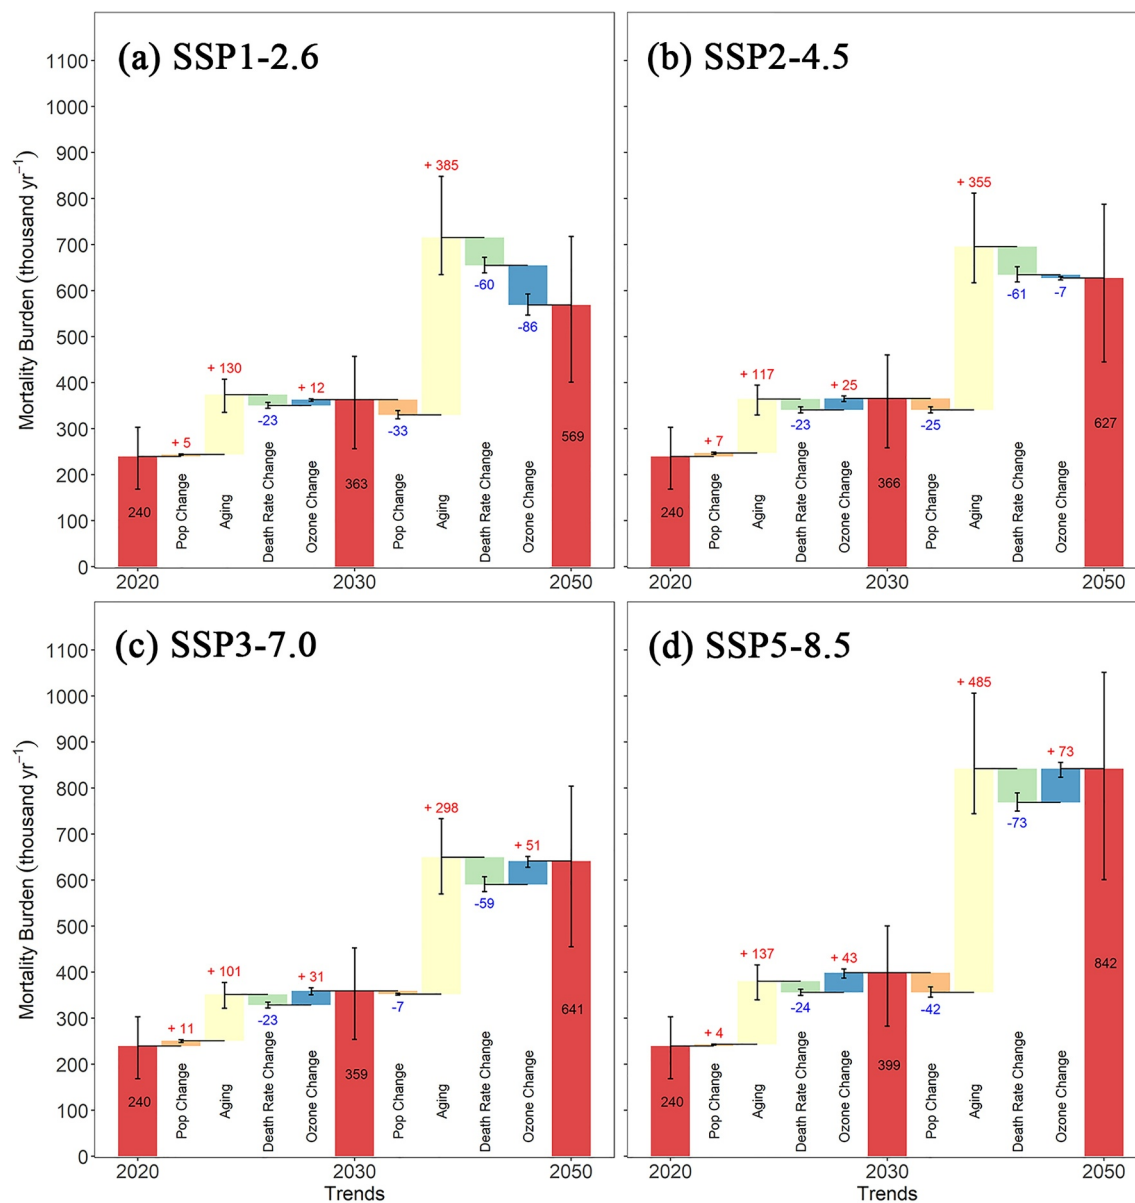 (a) SSP1-2.6
Mortality Burden (thousand yr⁻¹)
1100
1000
900
800
700
600
500
400
300
200
100
0
240
+ 5
Pop Change
+ 130
Aging
-23
Death Rate Change
+ 12
Ozone Change
363
-33
Pop Change
+ 385
Aging
-60
Death Rate Change
-86
Ozone Change
569
2020
2030
2050
(b) SSP2-4.5
240
+ 7
Pop Change
+ 117
Aging
-23
Death Rate Change
+ 25
Ozone Change
366
-25
Pop Change
+ 355
Aging
-61
Death Rate Change
-7
Ozone Change
627
2020
2030
2050
(c) SSP3-7.0
Mortality Burden (thousand yr⁻¹)
1100
1000
900
800
700
600
500
400
300
200
100
0
240
+ 11
Pop Change
+ 101
Aging
-23
Death Rate Change
+ 31
Ozone Change
359
-7
Pop Change
+ 298
Aging
-59
Death Rate Change
+ 51
Ozone Change
641
2020
2030
2050
Trends
(d) SSP5-8.5
240
+ 4
Pop Change
+ 137
Aging
-24
Death Rate Change
+ 43
Ozone Change
399
-42
Pop Change
+ 485
Aging
-73
Death Rate Change
+ 73
Ozone Change
842
2020
2030
2050
Trends